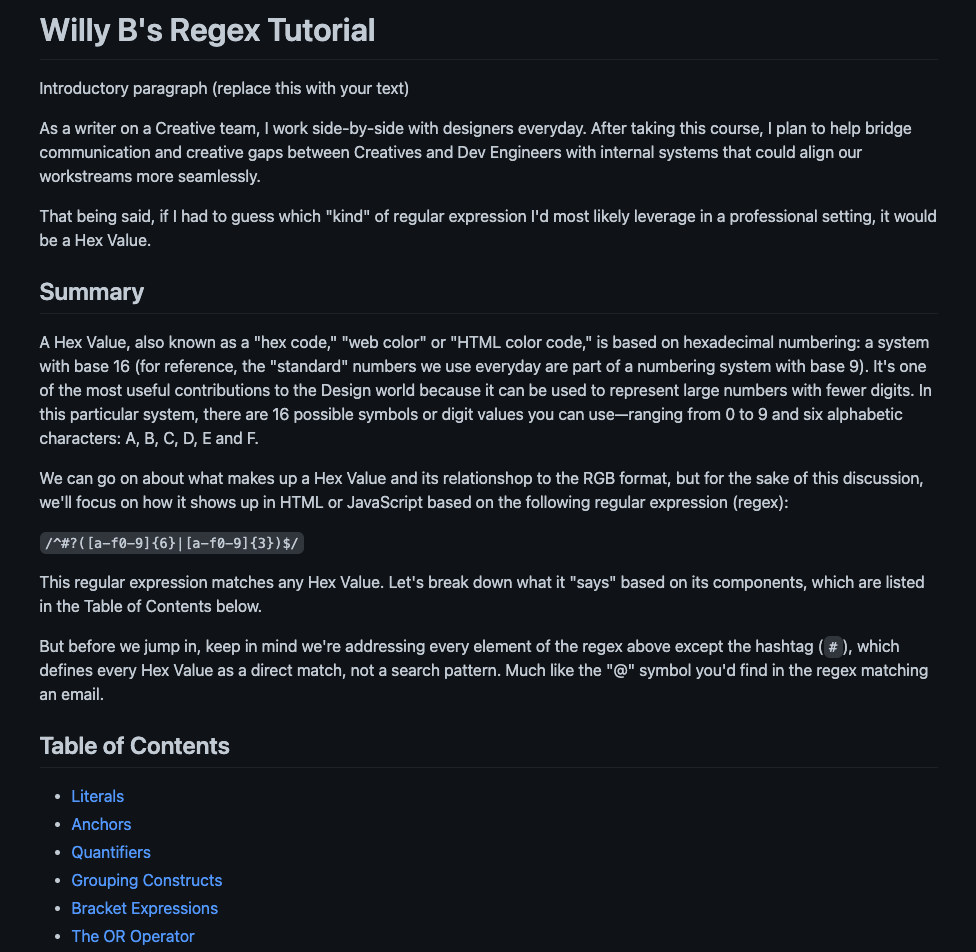 Willy B's Regex Tutorial
Introductory paragraph (replace this with your text)
As a writer on a Creative team, I work side-by-side with designers everyday. After taking this course, I plan to help bridge
communication and creative gaps between Creatives and Dev Engineers with internal systems that could align our
workstreams more seamlessly.
That being said, if I had to guess which "kind" of regular expression I'd most likely leverage in a professional setting, it would
be a Hex Value.
Summary
A Hex Value, also known as a "hex code," "web color" or "HTML color code," is based on hexadecimal numbering: a system
with base 16 (for reference, the "standard" numbers we use everyday are part of a numbering system with base 9). It's one
of the most useful contributions to the Design world because it can be used to represent large numbers with fewer digits. In
this particular system, there are 16 possible symbols or digit values you can use—ranging from 0 to 9 and six alphabetic
characters: A, B, C, D, E and F.
We can go on about what makes up a Hex Value and its relationshop to the RGB format, but for the sake of this discussion,
we'll focus on how it shows up in HTML or JavaScript based on the following regular expression (regex):
/^#?([a-f0-9]{6}|[a-f0-9]{3})$/
This regular expression matches any Hex Value. Let's break down what it "says" based on its components, which are listed
in the Table of Contents below.
But before we jump in, keep in mind we're addressing every element of the regex above except the hashtag (#), which
defines every Hex Value as a direct match, not a search pattern. Much like the "@" symbol you'd find in the regex matching
an email.
Table of Contents
• Literals
• Anchors
• Quantifiers
• Grouping Constructs
• Bracket Expressions
• The OR Operator